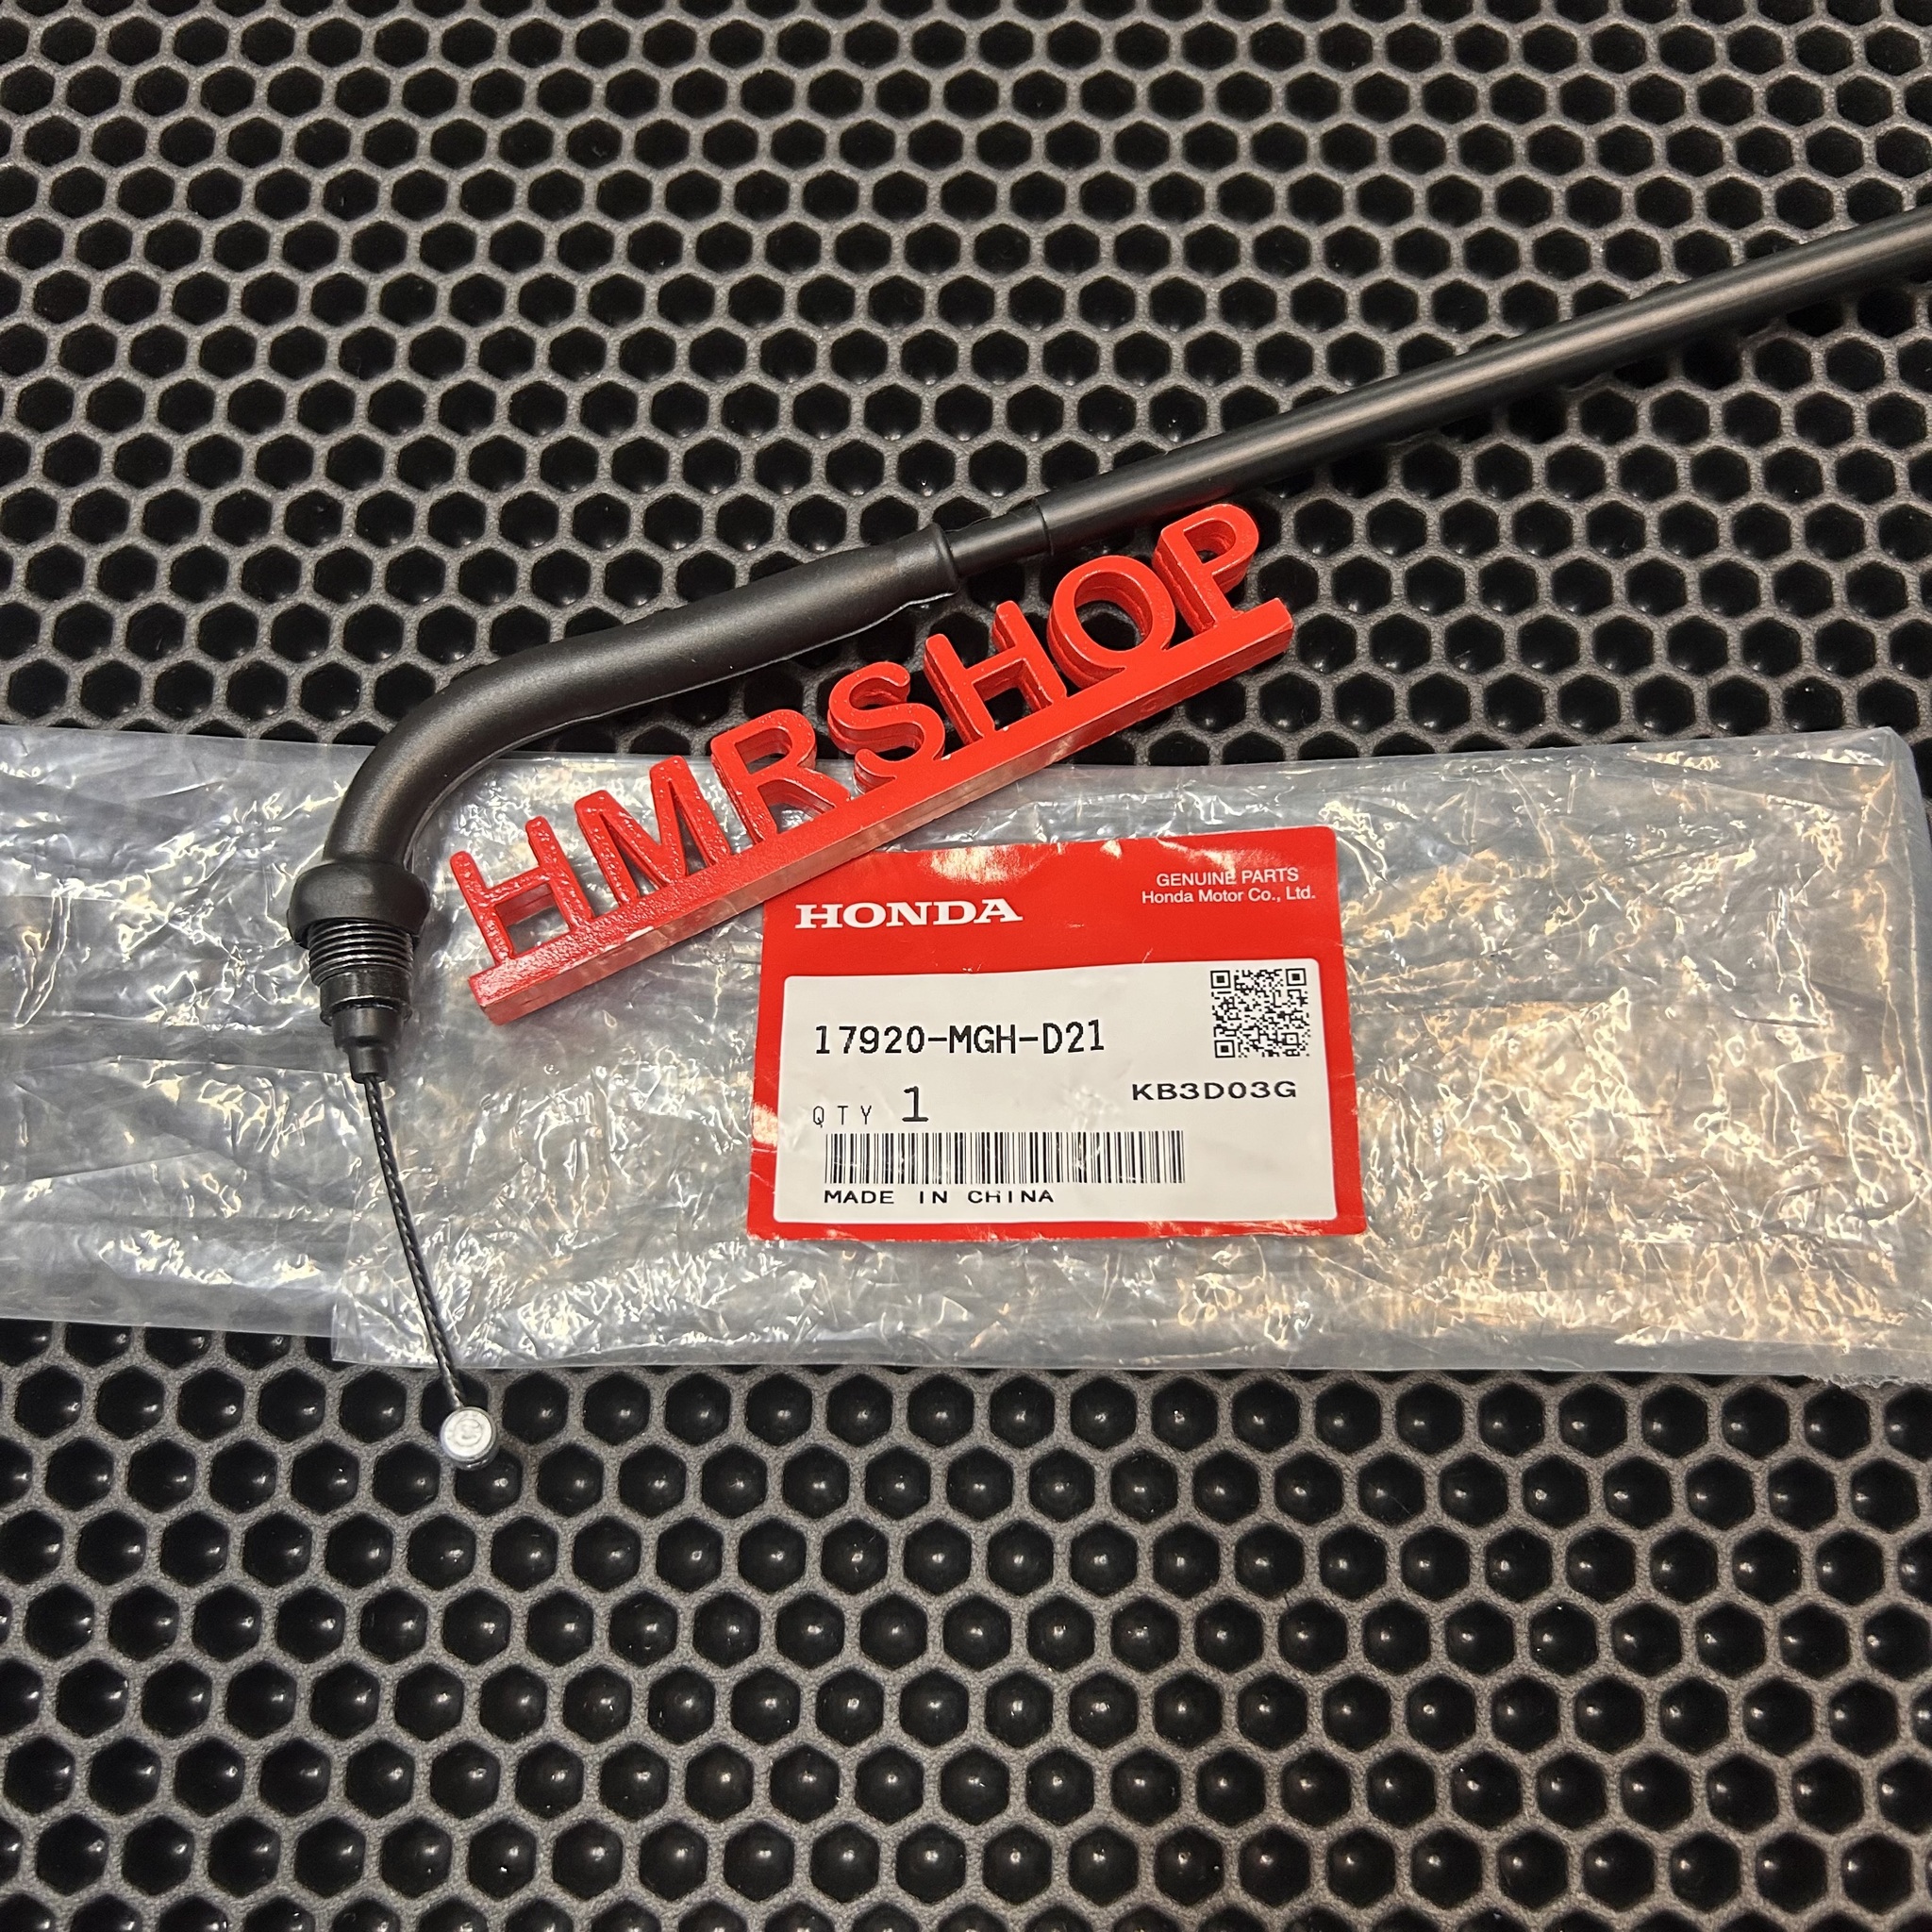 HMRSHOP
HONDA
GENUINE PARTS
Honda Motor Co., Ltd.
17920-MGH-D21
KB3D03G
QTY 1
MADE IN CHINA